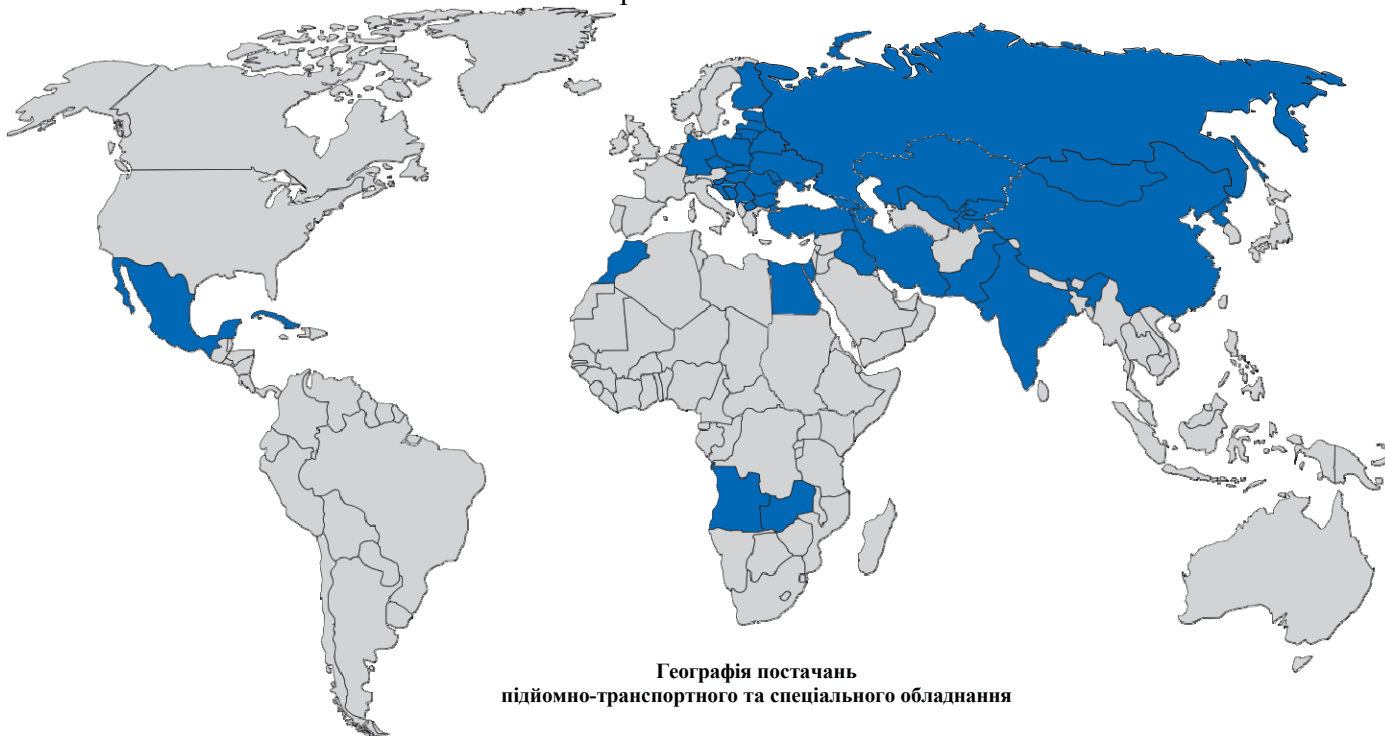 Географія постачань
підйомно-транспортного та спеціального обладнання